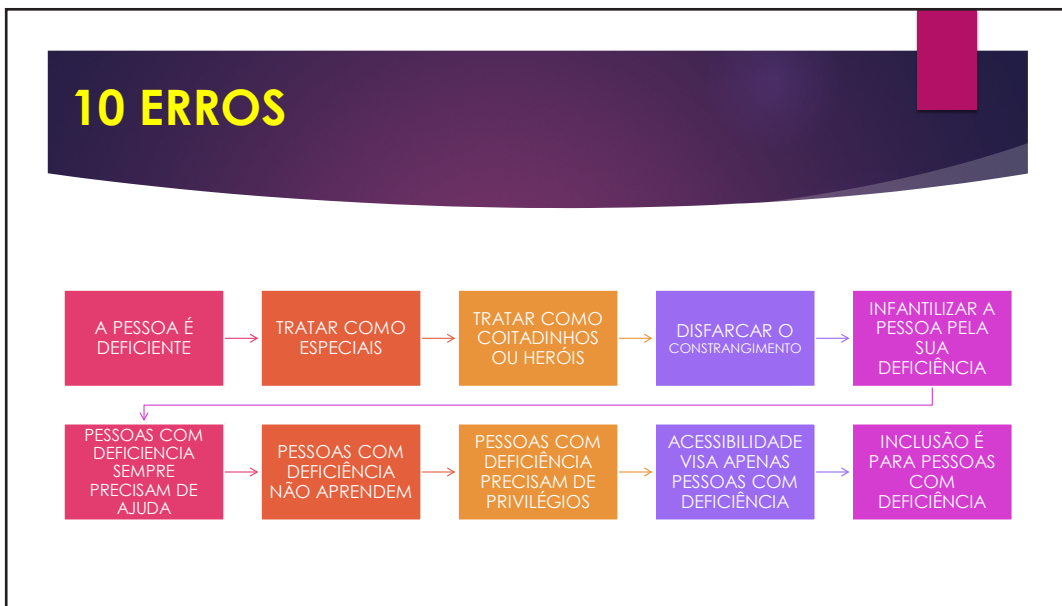 10 ERROS
A PESSOA É
DEFICIENTE
TRATAR COMO
ESPECIAIS
TRATAR COMO
COITADINHOS
OU HERÓIS
DISFARCAR O
CONSTRANGIMENTO
INFANTILIZAR A
PESSOA PELA
SUA
DEFICIÊNCIA
PESSOAS COM
DEFICIENCIA
SEMPRE
PRECISAM DE
AJUDA
PESSOAS COM
DEFICIÊNCIA
NÃO APRENDEM
PESSOAS COM
DEFICIÊNCIA
PRECISAM DE
PRIVILÉGIOS
ACESSIBILIDADE
VISA APENAS
PESSOAS COM
DEFICIÊNCIA
INCLUSÃO É
PARA PESSOAS
COM
DEFICIÊNCIA